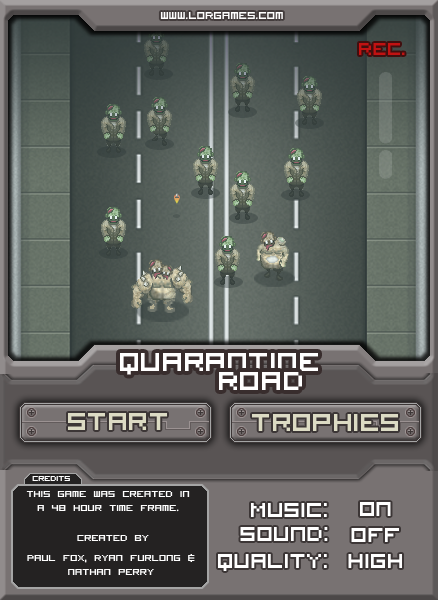 WWW.LORGAMES.COM
REC.
QUARANTINE
ROAD
START
TROPHIES
CREDITS
THIS GAME WAS CREATED IN
A 48 HOUR TIME FRAME.
CREATED BY
PAUL FOX, RYAN FURLONG &
NATHAN PERRY
MUSIC: ON
SOUND: OFF
QUALITY: HIGH